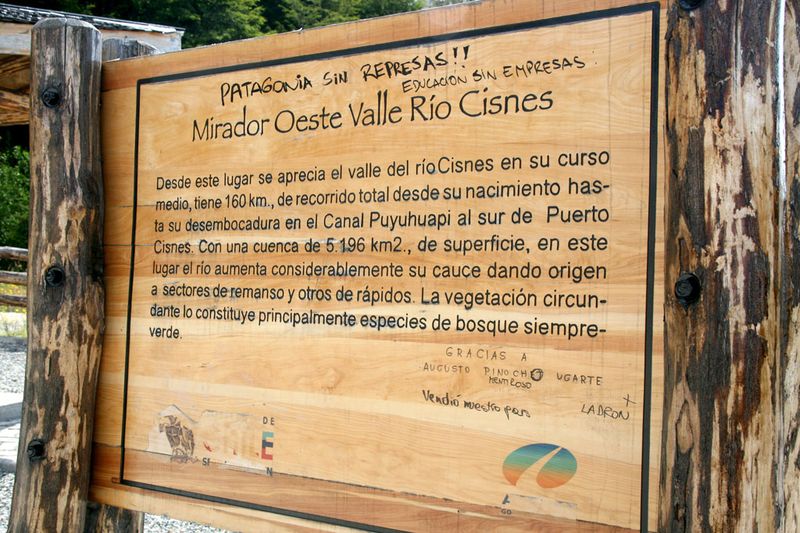 PATAGONIA SIN REPRESAS!!
EDUCACIÓN SIN EMPRESAS
Mirador Oeste Valle Río Cisnes
Desde este lugar se aprecia el valle del río Cisnes en su curso
medio, tiene 160 km., de recorrido total desde su nacimiento has-
ta su desembocadura en el Canal Puyuhuapi al sur de Puerto
Cisnes. Con una cuenca de 5.196 km2., de superficie, en este
lugar el río aumenta considerablemente su cauce dando origen
a sectores de remanso y otros de rápidos. La vegetación circun-
dante lo constituye principalmente especies de bosque siempre-
verde.
GRACIAS A
AUGUSTO PINOCHO UGARTE
MENTIROSO
Vendió nuestro pais
X LADRON
DE